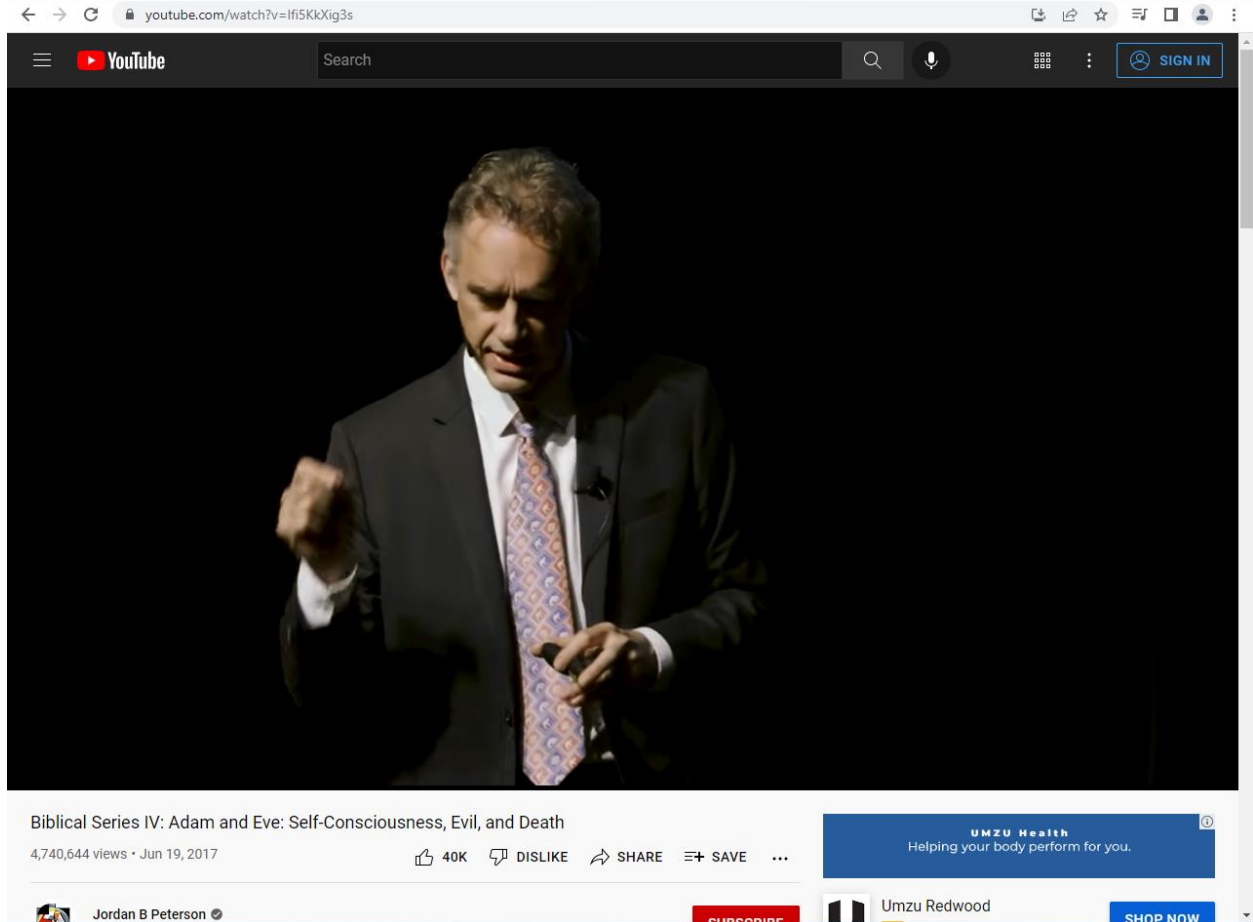 youtube.com/watch?v=Ifi5KkXig3s
YouTube
Search
SIGN IN
Biblical Series IV: Adam and Eve: Self-Consciousness, Evil, and Death
4,740,644 views • Jun 19, 2017
40K DISLIKE SHARE SAVE
UMZU Health
Helping your body perform for you.
Jordan B Peterson
SUBSCRIBE
Umzu Redwood
SHOP NOW